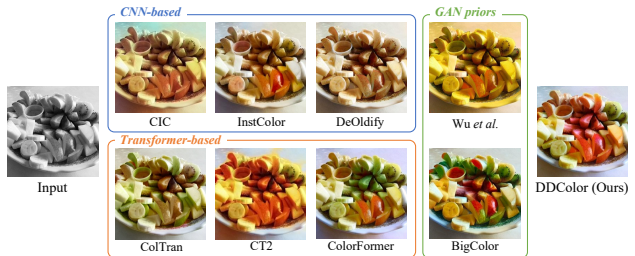 CNN-based
GAN priors
CIC
InstColor
DeOldify
Wu et al.
Transformer-based
Input
DDColor (Ours)
ColTran
CT2
ColorFormer
BigColor